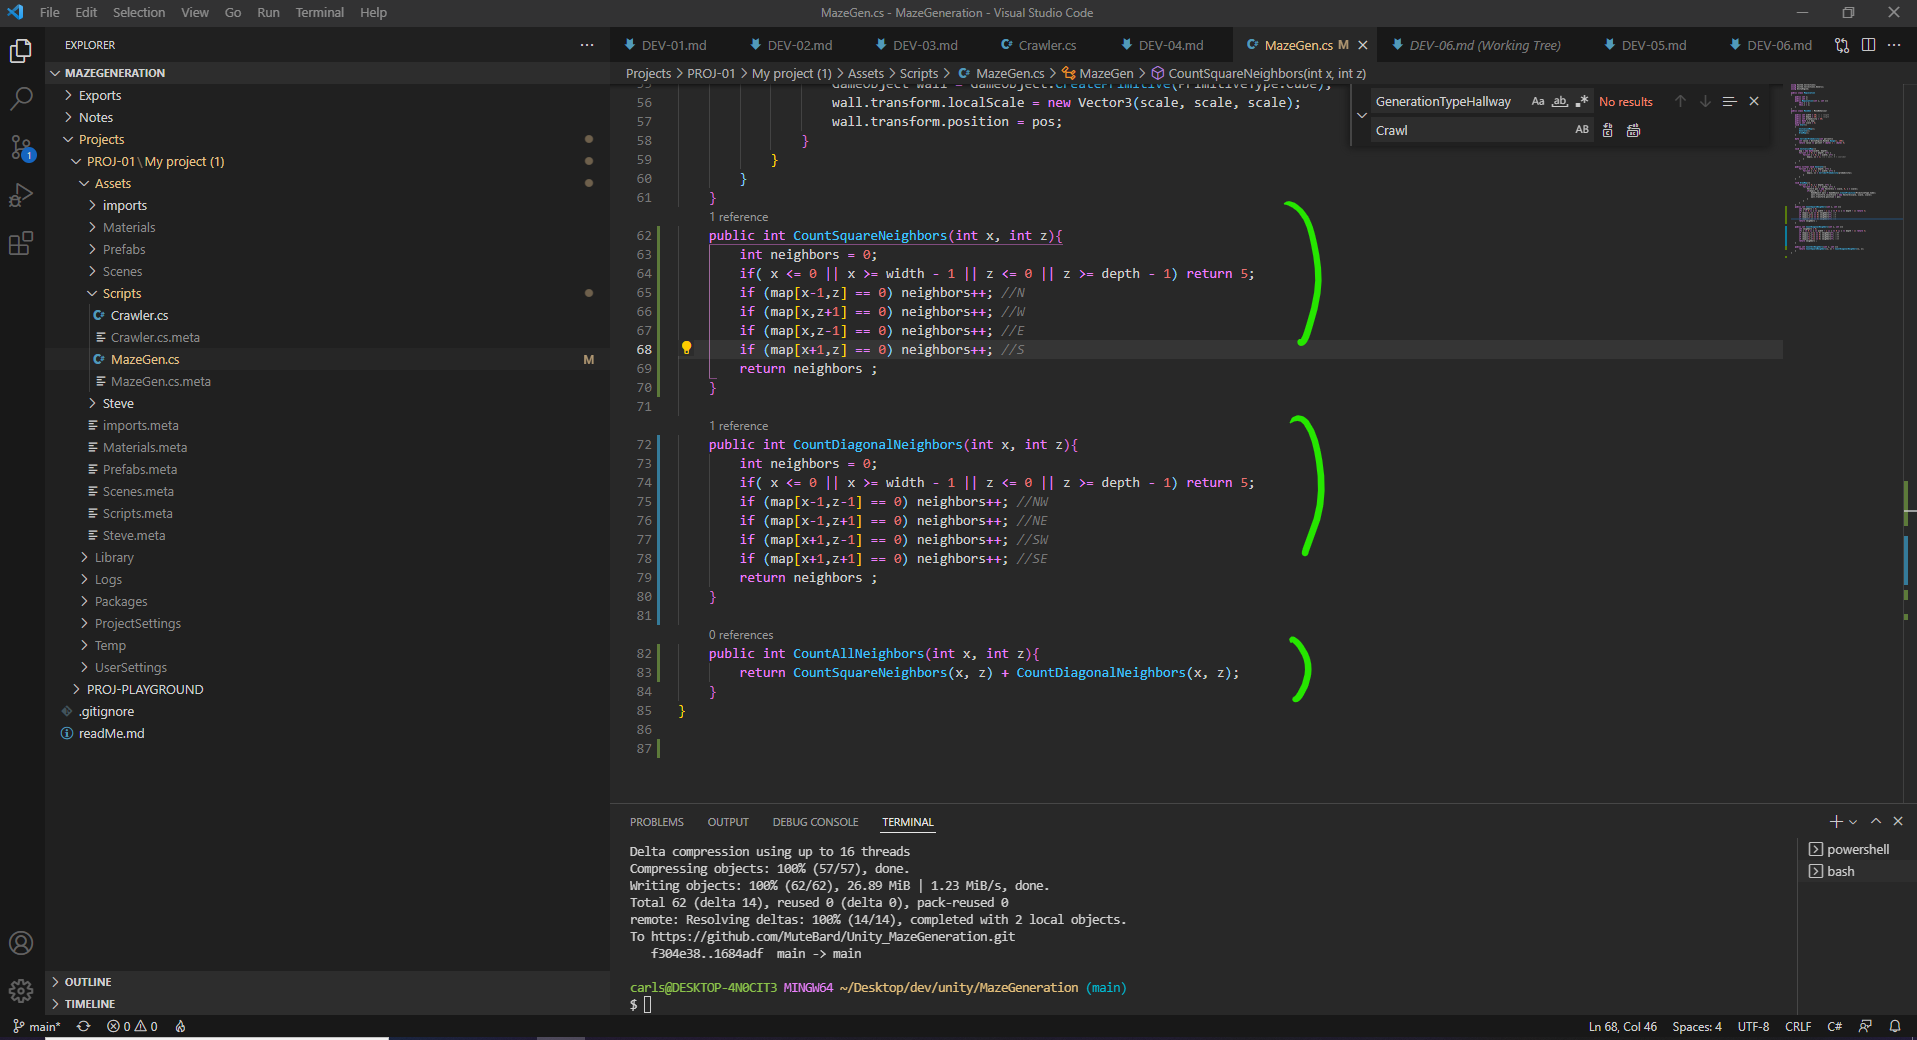 File Edit Selection View Go Run Terminal Help
MazeGen.cs - MazeGeneration - Visual Studio Code
EXPLORER
MAZEGENERATION
Exports
Notes
Projects
PROJ-01 \ My project (1)
Assets
imports
Materials
Prefabs
Scenes
Scripts
Crawler.cs
Crawler.cs.meta
MazeGen.cs M
MazeGen.cs.meta
Steve
imports.meta
Materials.meta
Prefabs.meta
Scenes.meta
Scripts.meta
Steve.meta
Library
Logs
Packages
ProjectSettings
Temp
UserSettings
PROJ-PLAYGROUND
.gitignore
readMe.md
OUTLINE
TIMELINE
DEV-01.md DEV-02.md DEV-03.md Crawler.cs DEV-04.md MazeGen.cs M DEV-06.md (Working Tree) DEV-05.md DEV-06.md
Projects > PROJ-01 > My project (1) > Assets > Scripts > MazeGen.cs > MazeGen > CountSquareNeighbors(int x, int z)
GenerationTypeHallway Aa ab No results
Crawl AB
55 GameObject wall = GameObject.CreatePrimitive(PrimitiveType.Cube);
56 wall.transform.localScale = new Vector3(scale, scale, scale);
57 wall.transform.position = pos;
58 }
59 }
60 }
61 }
1 reference
62 public int CountSquareNeighbors(int x, int z){
63 int neighbors = 0;
64 if( x <= 0 || x >= width - 1 || z <= 0 || z >= depth - 1) return 5;
65 if (map[x-1,z] == 0) neighbors++; //N
66 if (map[x,z+1] == 0) neighbors++; //W
67 if (map[x,z-1] == 0) neighbors++; //E
68 if (map[x+1,z] == 0) neighbors++; //S
69 return neighbors ;
70 }
71
1 reference
72 public int CountDiagonalNeighbors(int x, int z){
73 int neighbors = 0;
74 if( x <= 0 || x >= width - 1 || z <= 0 || z >= depth - 1) return 5;
75 if (map[x-1,z-1] == 0) neighbors++; //NW
76 if (map[x-1,z+1] == 0) neighbors++; //NE
77 if (map[x+1,z-1] == 0) neighbors++; //SW
78 if (map[x+1,z+1] == 0) neighbors++; //SE
79 return neighbors ;
80 }
81
0 references
82 public int CountAllNeighbors(int x, int z){
83 return CountSquareNeighbors(x, z) + CountDiagonalNeighbors(x, z);
84 }
85 }
86
87
PROBLEMS OUTPUT DEBUG CONSOLE TERMINAL
powershell
bash
Delta compression using up to 16 threads
Compressing objects: 100% (57/57), done.
Writing objects: 100% (62/62), 26.89 MiB | 1.23 MiB/s, done.
Total 62 (delta 14), reused 0 (delta 0), pack-reused 0
remote: Resolving deltas: 100% (14/14), completed with 2 local objects.
To https://github.com/MuteBard/Unity_MazeGeneration.git
f304e38..1684adf main -> main
carls@DESKTOP-4N0CIT3 MINGW64 ~/Desktop/dev/unity/MazeGeneration (main)
$
1
main* 0 0 Ln 68, Col 46 Spaces: 4 UTF-8 CRLF C#